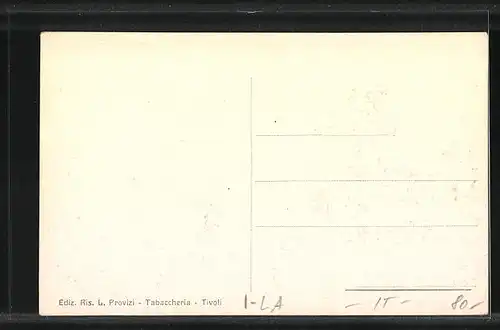 Ediz. Ris. L. Provizi - Tabaccheria - Tivoli
I-LA
- IT -
80.-